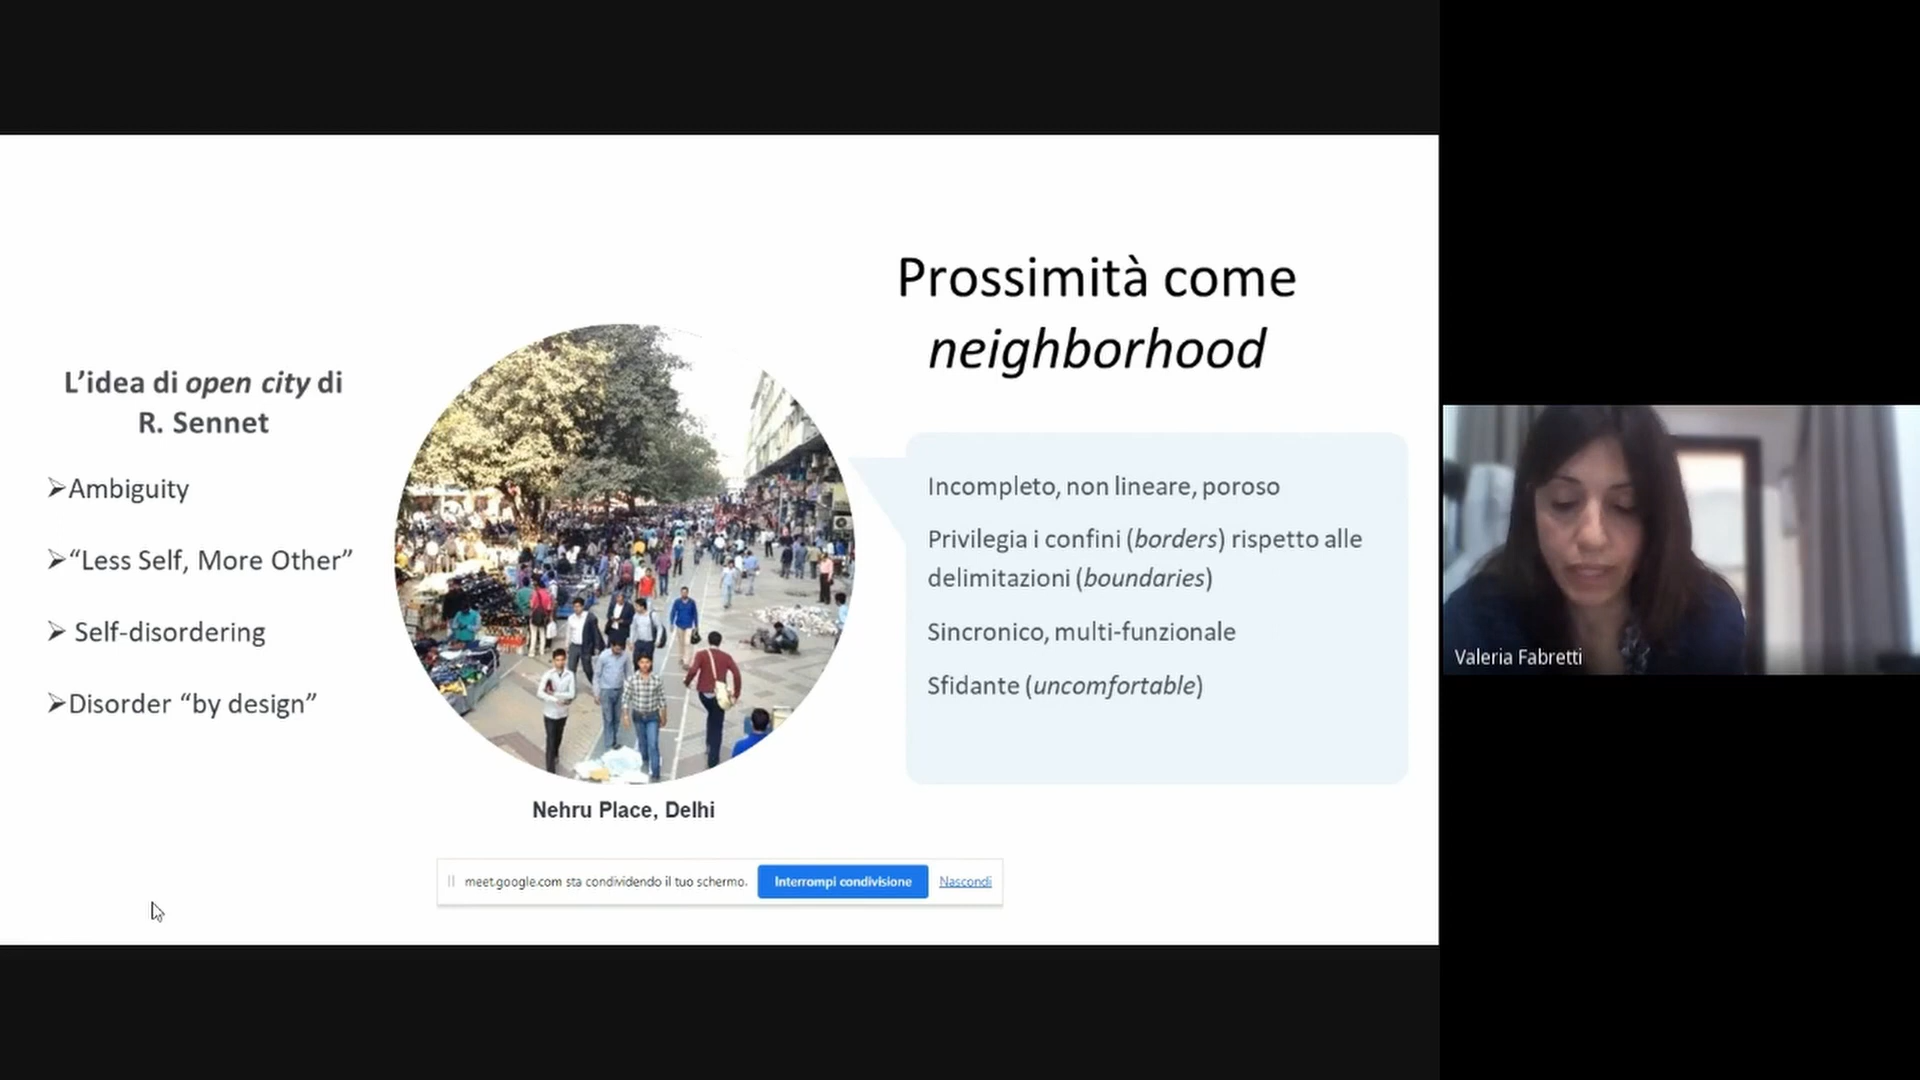 Prossimità come
neighborhood
L’idea di open city di
R. Sennet
➢Ambiguity
➢“Less Self, More Other”
➢ Self-disordering
➢Disorder “by design”
Nehru Place, Delhi
Incompleto, non lineare, poroso
Privilegia i confini (borders) rispetto alle
delimitazioni (boundaries)
Sincronico, multi-funzionale
Sfidante (uncomfortable)
meet.google.com sta condividendo il tuo schermo.
Interrompi condivisione
Nascondi
Valeria Fabretti